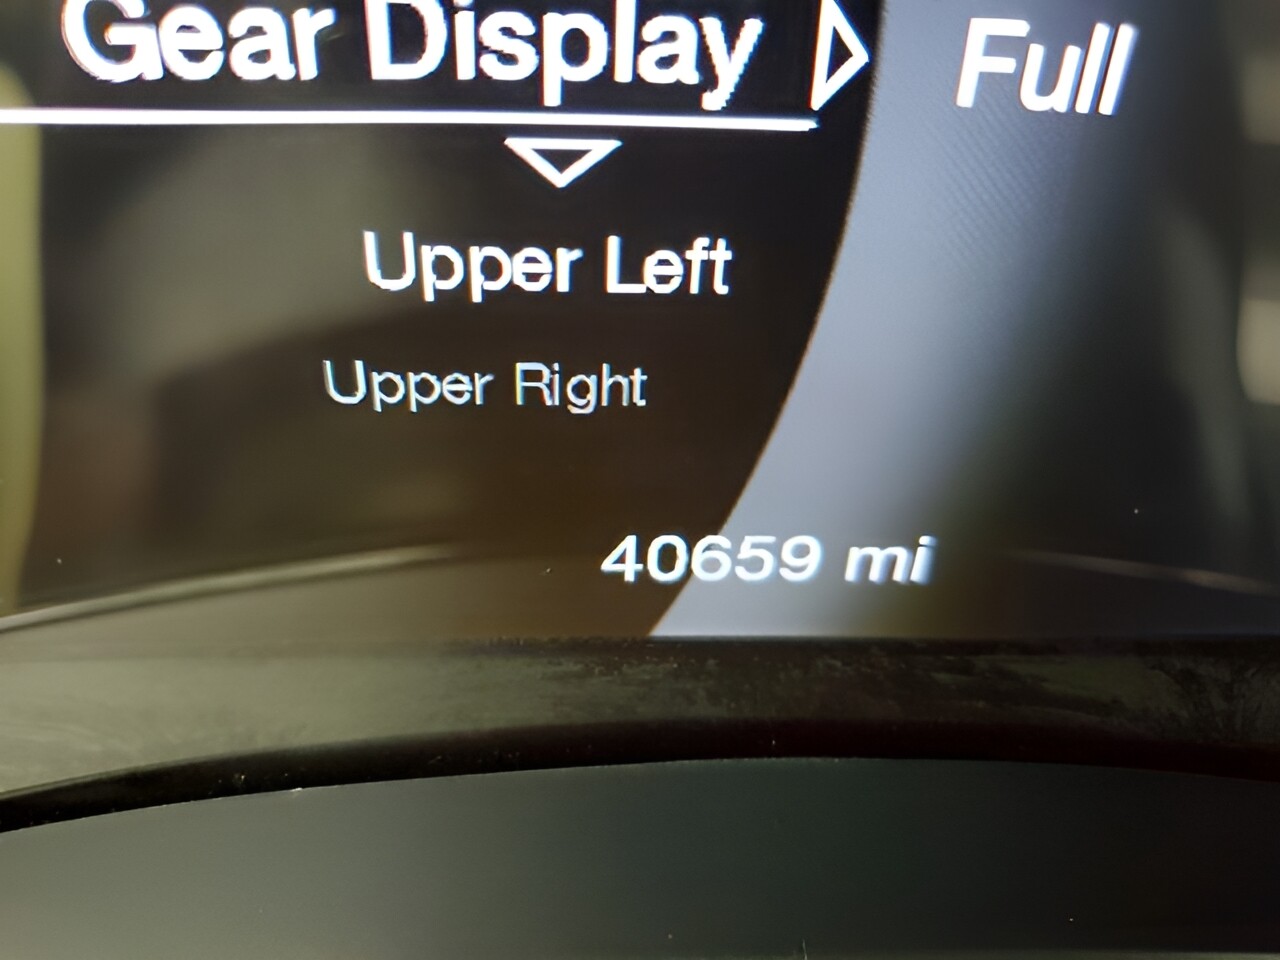 Gear Display Full
Upper Left
Upper Right
40659 mi